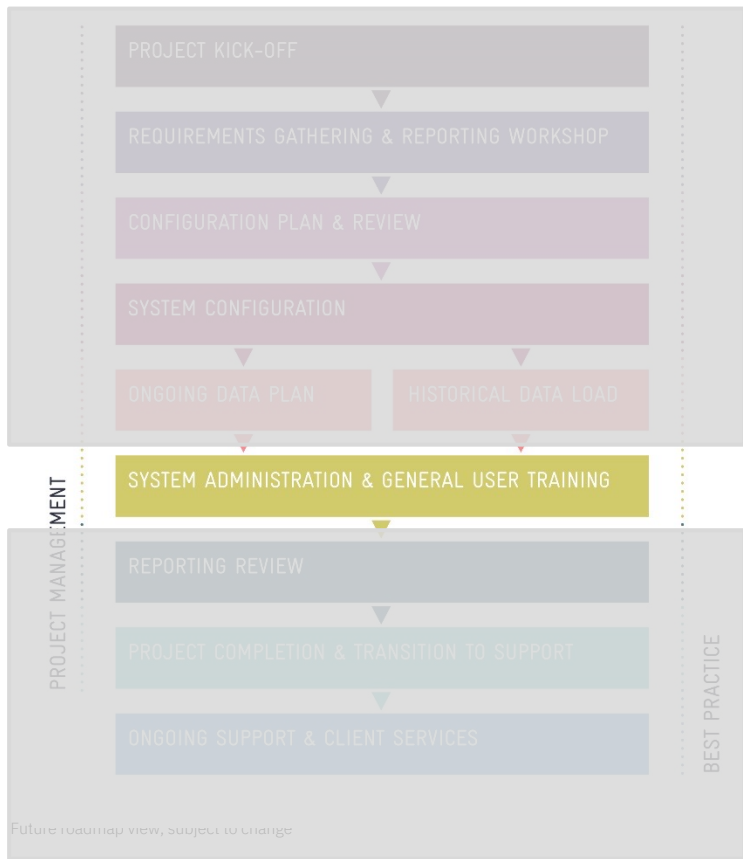 PROJECT KICK-OFF
REQUIREMENTS GATHERING & REPORTING WORKSHOP
CONFIGURATION PLAN & REVIEW
SYSTEM CONFIGURATION
ONGOING DATA PLAN
HISTORICAL DATA LOAD
SYSTEM ADMINISTRATION & GENERAL USER TRAINING
REPORTING REVIEW
PROJECT COMPLETION & TRANSITION TO SUPPORT
ONGOING SUPPORT & CLIENT SERVICES
PROJECT MANAGEMENT
BEST PRACTICE
Future roadmap view, subject to change